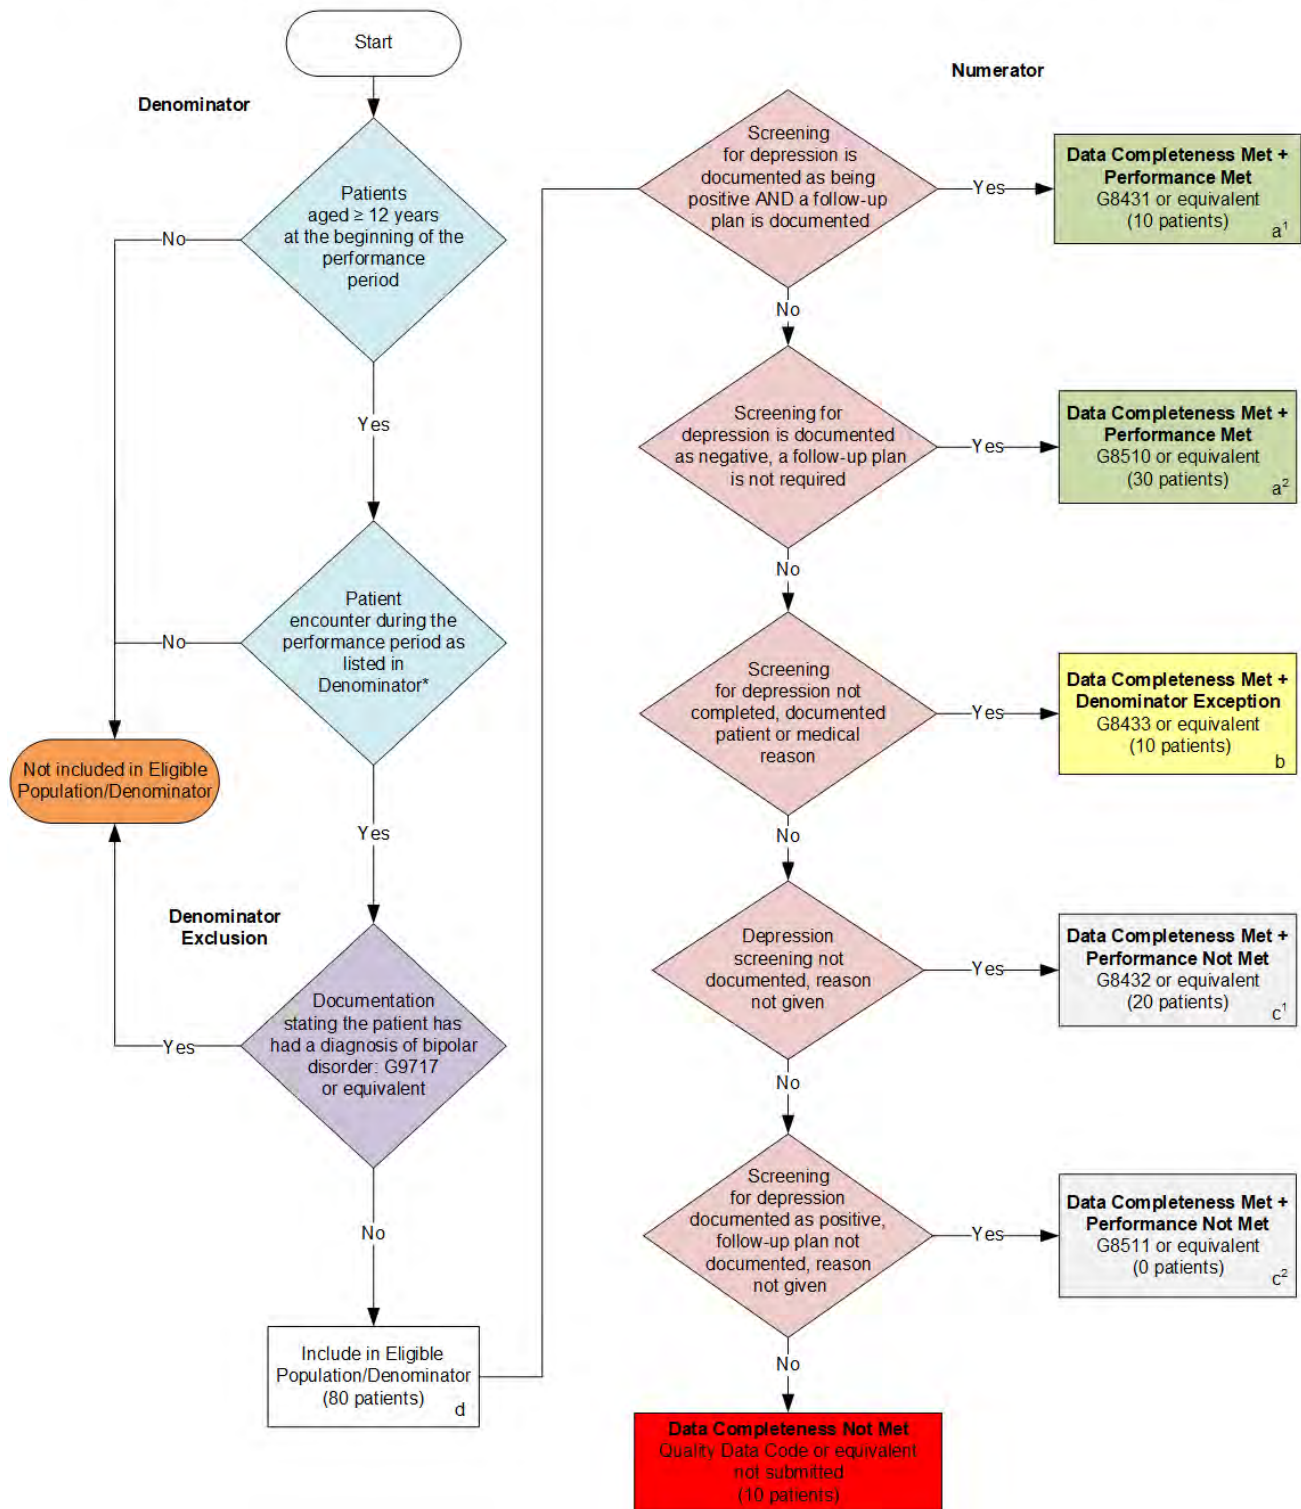 Start
Denominator
Patients
aged ≥ 12 years
at the beginning of the
performance
period
No
Yes
Patient
encounter during the
performance period as
listed in
Denominator*
No
Not included in Eligible
Population/Denominator
Yes
Denominator
Exclusion
Documentation
stating the patient has
had a diagnosis of bipolar
disorder: G9717
or equivalent
Yes
No
Include in Eligible
Population/Denominator
(80 patients)
d
Numerator
Screening
for depression is
documented as being
positive AND a follow-up
plan is documented
Yes
Data Completeness Met +
Performance Met
G8431 or equivalent
(10 patients)
a¹
No
Screening for
depression is documented
as negative, a follow-up plan
is not required
Yes
Data Completeness Met +
Performance Met
G8510 or equivalent
(30 patients)
a²
No
Screening
for depression not
completed, documented
patient or medical
reason
Yes
Data Completeness Met +
Denominator Exception
G8433 or equivalent
(10 patients)
b
No
Depression
screening not
documented, reason
not given
Yes
Data Completeness Met +
Performance Not Met
G8432 or equivalent
(20 patients)
c¹
No
Screening
for depression
documented as positive,
follow-up plan not
documented, reason
not given
Yes
Data Completeness Met +
Performance Not Met
G8511 or equivalent
(0 patients)
c²
No
Data Completeness Not Met
Quality Data Code or equivalent
not submitted
(10 patients)